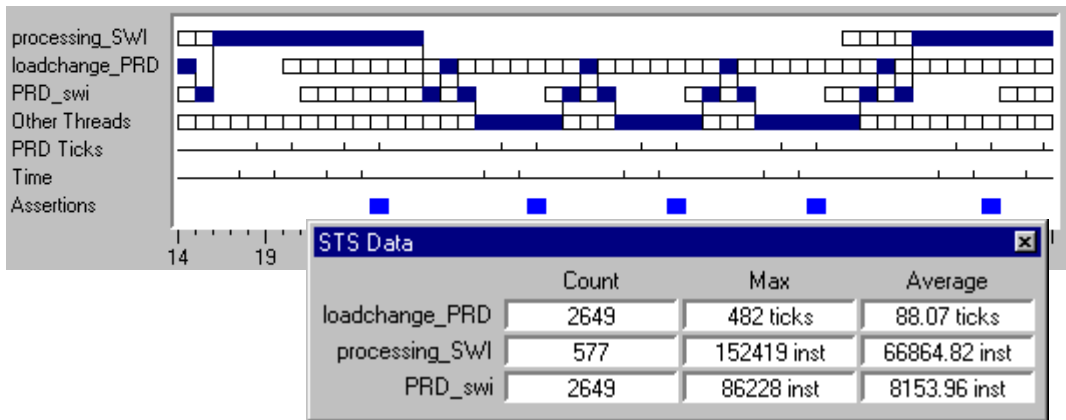 processing_SWI
loadchange_PRD
PRD_swi
Other Threads
PRD Ticks
Time
Assertions
14 19
STS Data
Count Max Average
loadchange_PRD 2649 482 ticks 88.07 ticks
processing_SWI 577 152419 inst 66864.82 inst
PRD_swi 2649 86228 inst 8153.96 inst